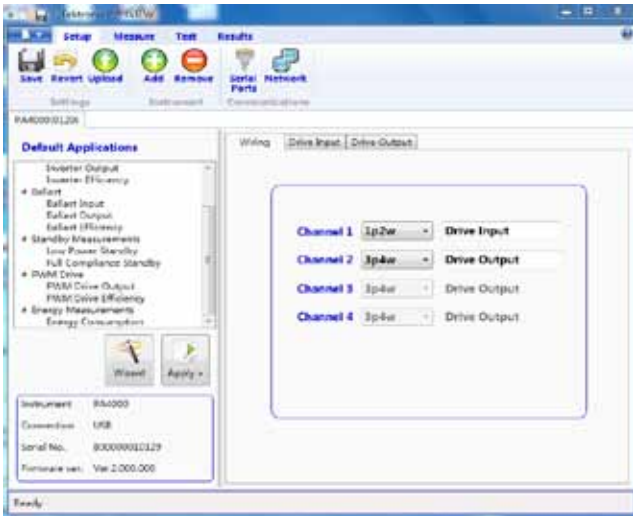 Setup Measure Test Results
Save Revert Upload Add Remove Serial Ports Network
Settings Instrument Communications
Default Applications
Wiring Drive Input Drive Output
Inverter Output
Inverter Efficiency
Ballast
Ballast Input
Ballast Output
Ballast Efficiency
Standby Measurements
Low Power Standby
Full Compliance Standby
PWM Drive
PWM Drive Output
PWM Drive Efficiency
Energy Measurements
Energy Consumption
Wizard Apply
Channel 1 1p2w Drive Input
Channel 2 3p4w Drive Output
Channel 3 3p4w Drive Output
Channel 4 3p4w Drive Output
Instrument PA4000
Connection USB
Serial No.
Firmware ver. Ver 2.000.000
Ready